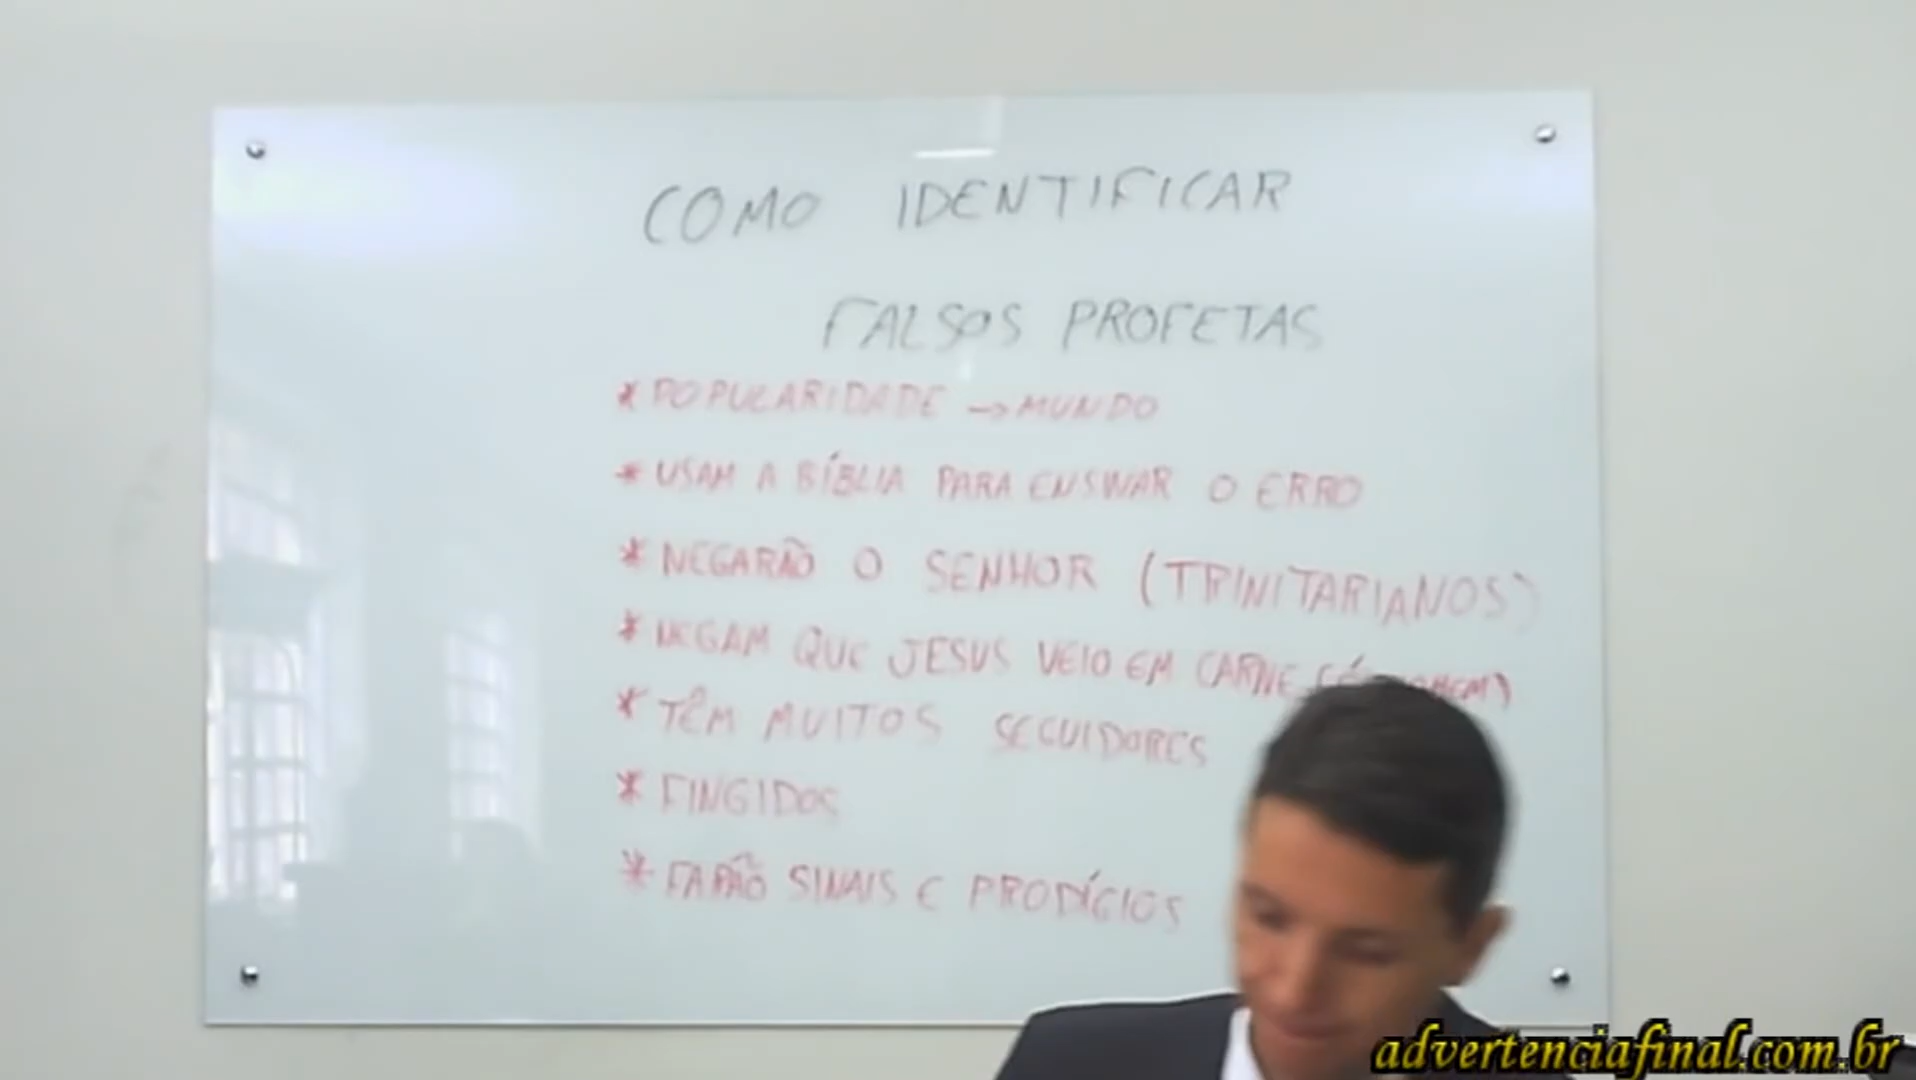 COMO IDENTIFICAR
FALSOS PROFETAS
* POPULARIDADE → MUNDO
* USAM A BÍBLIA PARA ENSINAR O ERRO
* NEGARÃO O SENHOR (TRINITARIANOS)
* NEGAM QUE JESUS VEIO EM CARNE
* TÊM MUITOS SEGUIDORES
* FINGIDOS
* FARÃO SINAIS E PRODÍGIOS
advertenciafinal.com.br